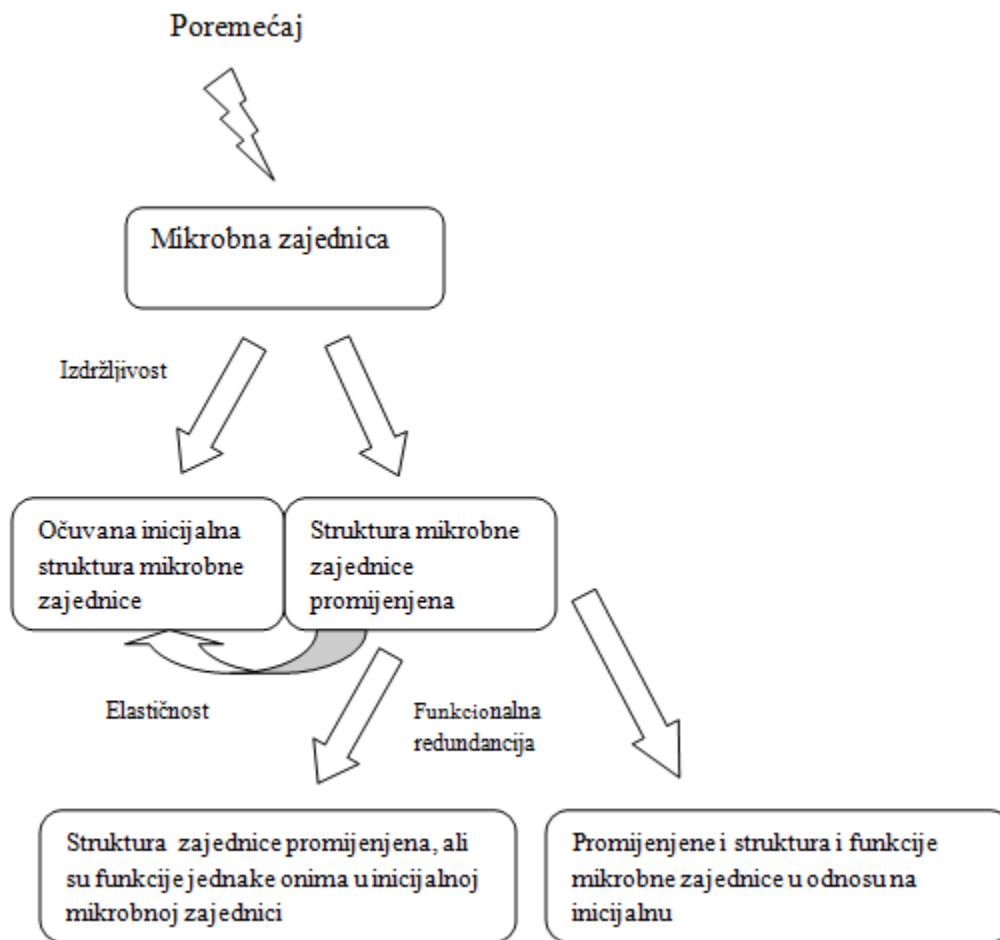 Poremećaj
Mikrobna zajednica
Izdržljivost
Očuvana inicijalna
struktura mikrobne
zajednice
Struktura mikrobne
zajednice
promijenjena
Elastičnost
Funkcionalna
redundancija
Struktura zajednice promijenjena, ali
su funkcije jednake onima u inicijalnoj
mikrobnoj zajednici
Promijenjene i struktura i funkcije
mikrobne zajednice u odnosu na
inicijalnu